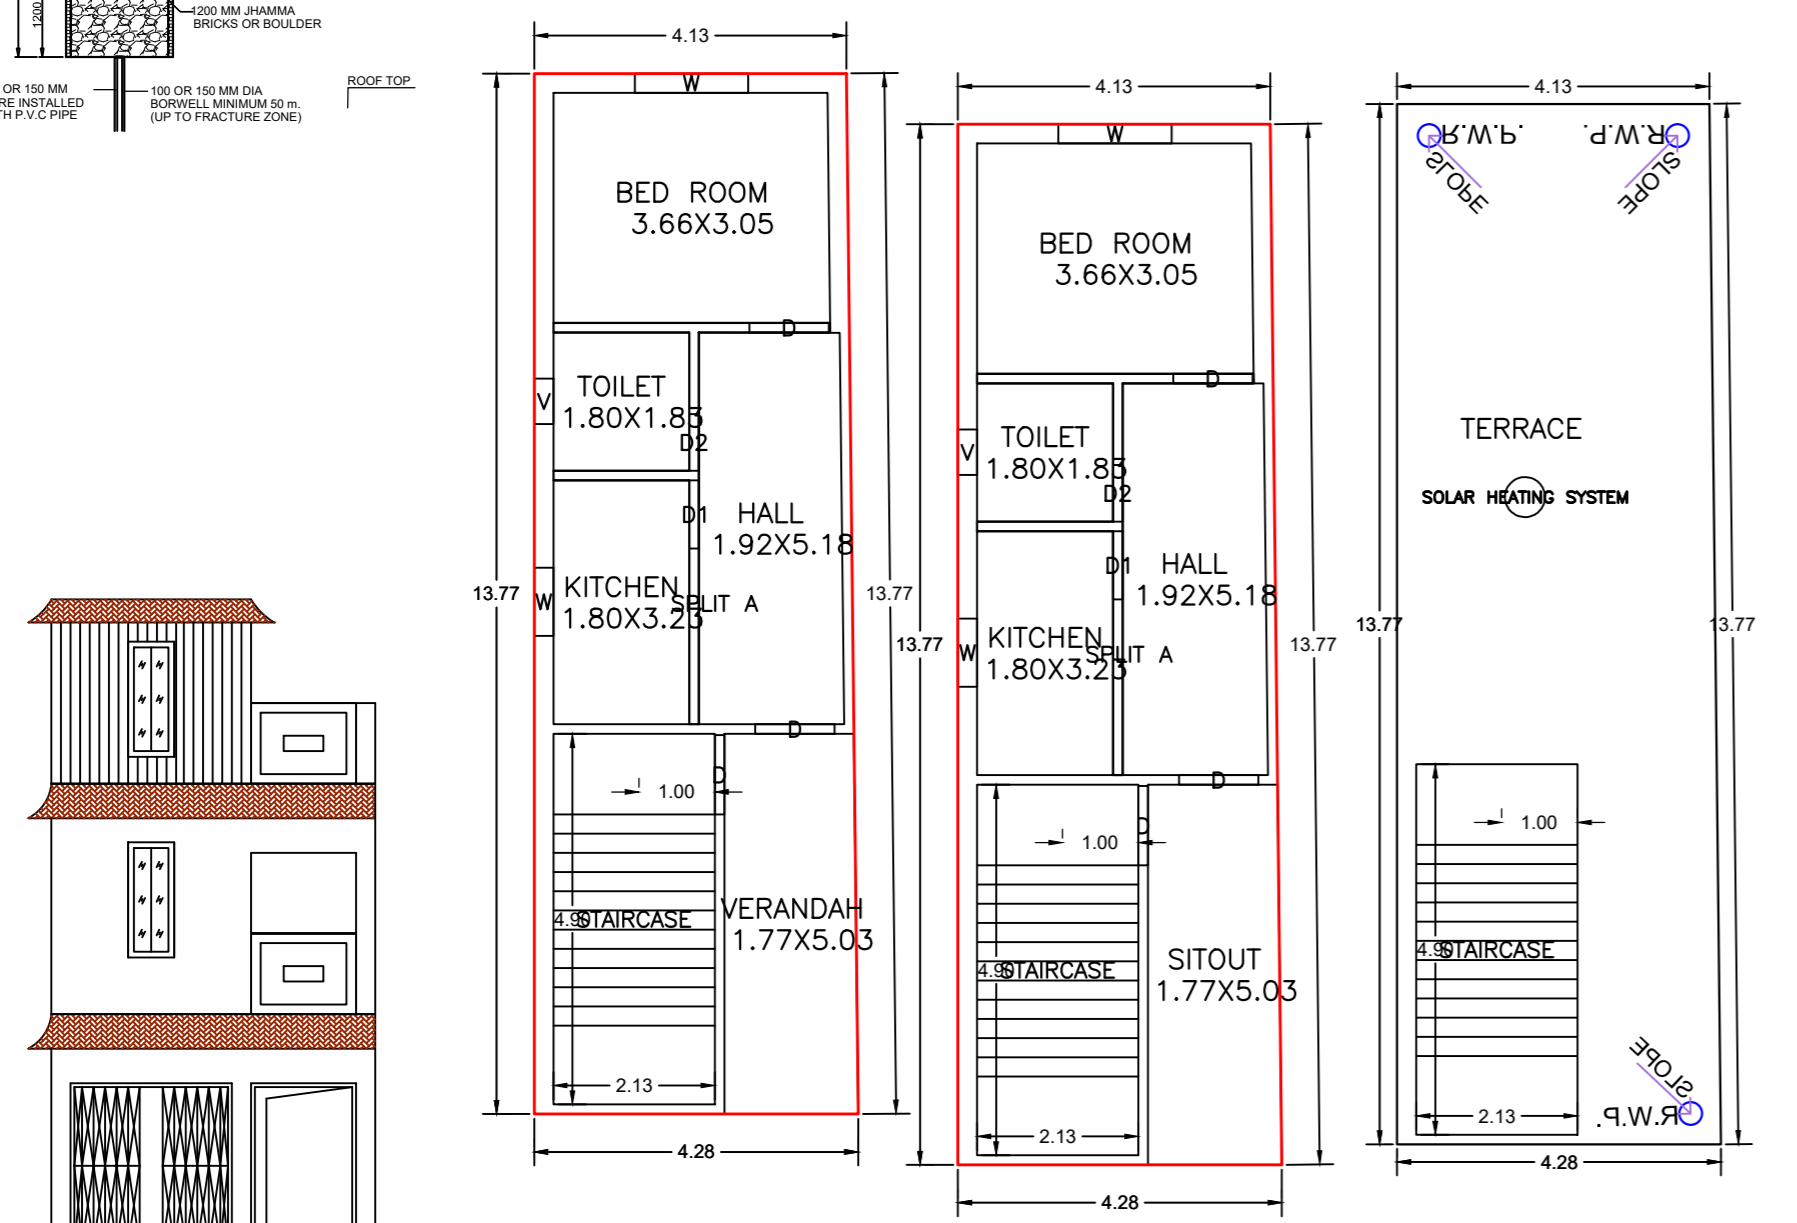 1200
1200 MM JHAMMA
BRICKS OR BOULDER
OR 150 MM
RE INSTALLED
TH P.V.C PIPE
100 OR 150 MM DIA
BORWELL MINIMUM 50 m.
(UP TO FRACTURE ZONE)
ROOF TOP
4.13
W
BED ROOM
3.66X3.05
D
TOILET
1.80X1.83
V
D2
D1
HALL
1.92X5.18
KITCHEN
1.80X3.23
W
SPLIT A
13.77
13.77
D
D
1.00
4.90
STAIRCASE
VERANDAH
1.77X5.03
2.13
4.28
4.13
W
BED ROOM
3.66X3.05
D
TOILET
1.80X1.83
V
D2
D1
HALL
1.92X5.18
KITCHEN
1.80X3.23
W
SPLIT A
13.77
13.77
D
D
1.00
4.90
STAIRCASE
SITOUT
1.77X5.03
2.13
4.28
4.13
R.W.P.
R.W.P.
SLOPE
SLOPE
TERRACE
SOLAR HEATING SYSTEM
13.77
13.77
1.00
4.90
STAIRCASE
SLOPE
2.13
R.W.P.
4.28